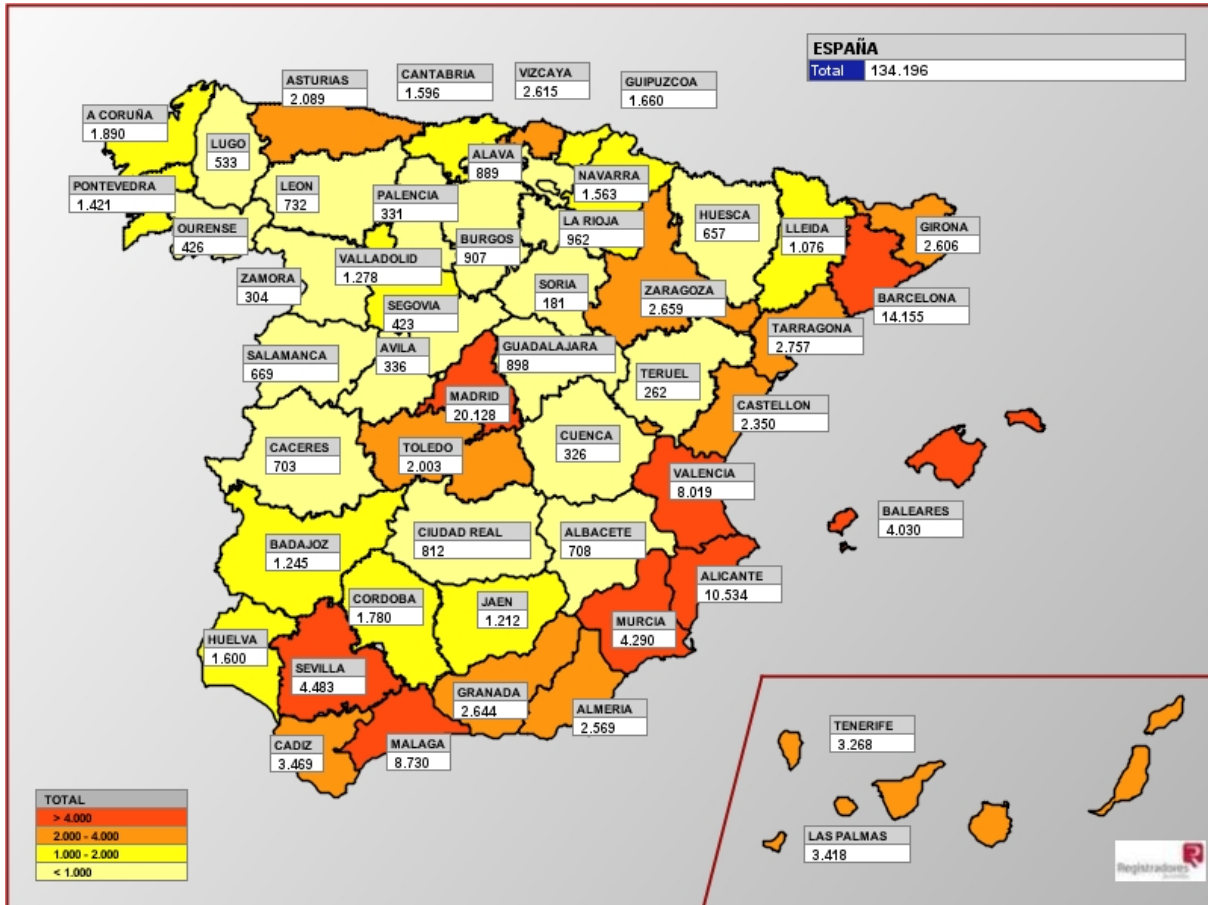 ESPAÑA
Total 134.196
ASTURIAS
2.089
CANTABRIA
1.596
VIZCAYA
2.615
GUIPUZCOA
1.660
A CORUÑA
1.890
LUGO
533
ALAVA
889
NAVARRA
1.563
PONTEVEDRA
1.421
LEON
732
PALENCIA
331
LA RIOJA
962
HUESCA
657
LLEIDA
1.076
GIRONA
2.606
OURENSE
426
BURGOS
907
VALLADOLID
1.278
ZAMORA
304
SORIA
181
ZARAGOZA
2.659
BARCELONA
14.155
SEGOVIA
423
TARRAGONA
2.757
SALAMANCA
669
AVILA
336
GUADALAJARA
898
TERUEL
262
MADRID
20.128
CASTELLON
2.350
CACERES
703
TOLEDO
2.003
CUENCA
326
VALENCIA
8.019
BALEARES
4.030
BADAJOZ
1.245
CIUDAD REAL
812
ALBACETE
708
ALICANTE
10.534
CORDOBA
1.780
JAEN
1.212
MURCIA
4.290
HUELVA
1.600
SEVILLA
4.483
GRANADA
2.644
ALMERIA
2.569
CADIZ
3.469
MALAGA
8.730
TENERIFE
3.268
LAS PALMAS
3.418
TOTAL
> 4.000
2.000 - 4.000
1.000 - 2.000
< 1.000
Registradores